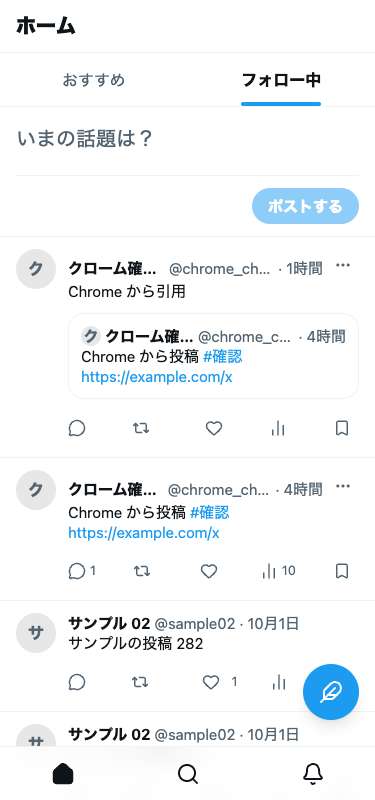 ホーム
おすすめ フォロー中
いまの話題は？
ポストする
ク クローム確... @chrome_ch... · 1時間 ···
Chrome から引用
ク クローム確... @chrome_c... · 4時間
Chrome から投稿 #確認
https://example.com/x
ク クローム確... @chrome_ch... · 4時間 ···
Chrome から投稿 #確認
https://example.com/x
1 10
サ サンプル 02 @sample02 · 10月1日
サンプルの投稿 282
1
サ サンプル 02 @sample02 · 10月1日